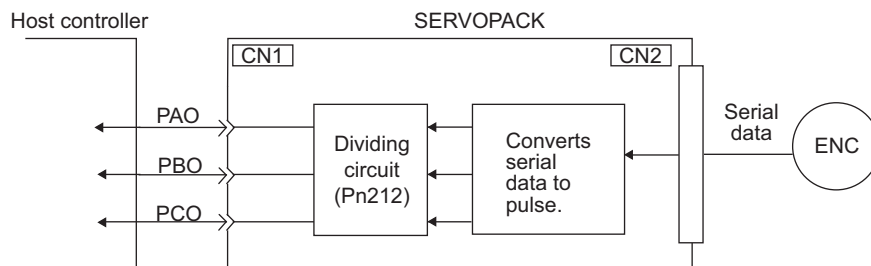 Host controller
SERVOPACK
CN1
CN2
PAO
PBO
PCO
Dividing
circuit
(Pn212)
Converts
serial
data to
pulse.
Serial
data
ENC